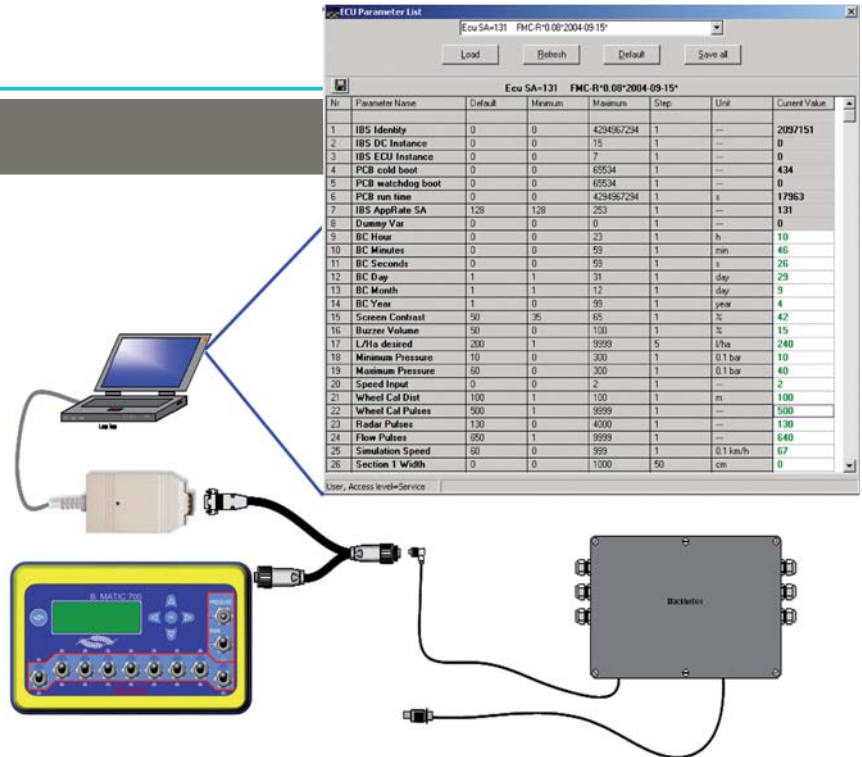 ECU Parameter List
Ecu SA=131 FMC-R*0.08*2004-09-15*
Load Refresh Default Save all
Ecu SA=131 FMC-R*0.08*2004-09-15*
Nr Parameter Name Default Minimum Maximum Step Unit Current Value
1 IBS Identity 0 0 4294967294 1 --- 2097151
2 IBS DC Instance 0 0 15 1 --- 0
3 IBS ECU Instance 0 0 7 1 --- 0
4 PCB cold boot 0 0 65534 1 --- 434
5 PCB watchdog boot 0 0 65534 1 --- 0
6 PCB run time 0 0 4294967294 1 s 17963
7 IBS AppRate SA 128 128 253 1 --- 131
8 Dummy Var 0 0 0 1 --- 0
9 BC Hour 0 0 23 1 h 10
10 BC Minutes 0 0 59 1 min 46
11 BC Seconds 0 0 59 1 s 26
12 BC Day 1 1 31 1 day 29
13 BC Month 1 1 12 1 day 9
14 BC Year 1 0 99 1 year 4
15 Screen Contrast 50 35 65 1 % 42
16 Buzzer Volume 50 0 100 1 % 15
17 L/Ha desired 200 1 9999 5 l/ha 240
18 Minimum Pressure 10 0 300 1 0.1 bar 10
19 Maximum Pressure 60 0 300 1 0.1 bar 40
20 Speed Input 0 0 2 1 --- 2
21 Wheel Cal Dist 100 1 100 1 m 100
22 Wheel Cal Pulses 500 1 9999 1 --- 500
23 Radar Pulses 130 0 4000 1 --- 130
24 Flow Pulses 650 1 9999 1 --- 640
25 Simulation Speed 60 0 999 1 0.1 km/h 67
26 Section 1 Width 0 0 1000 50 cm 0
User, Access level=Service
Lap top
B. MATIC 700
PRESSURE